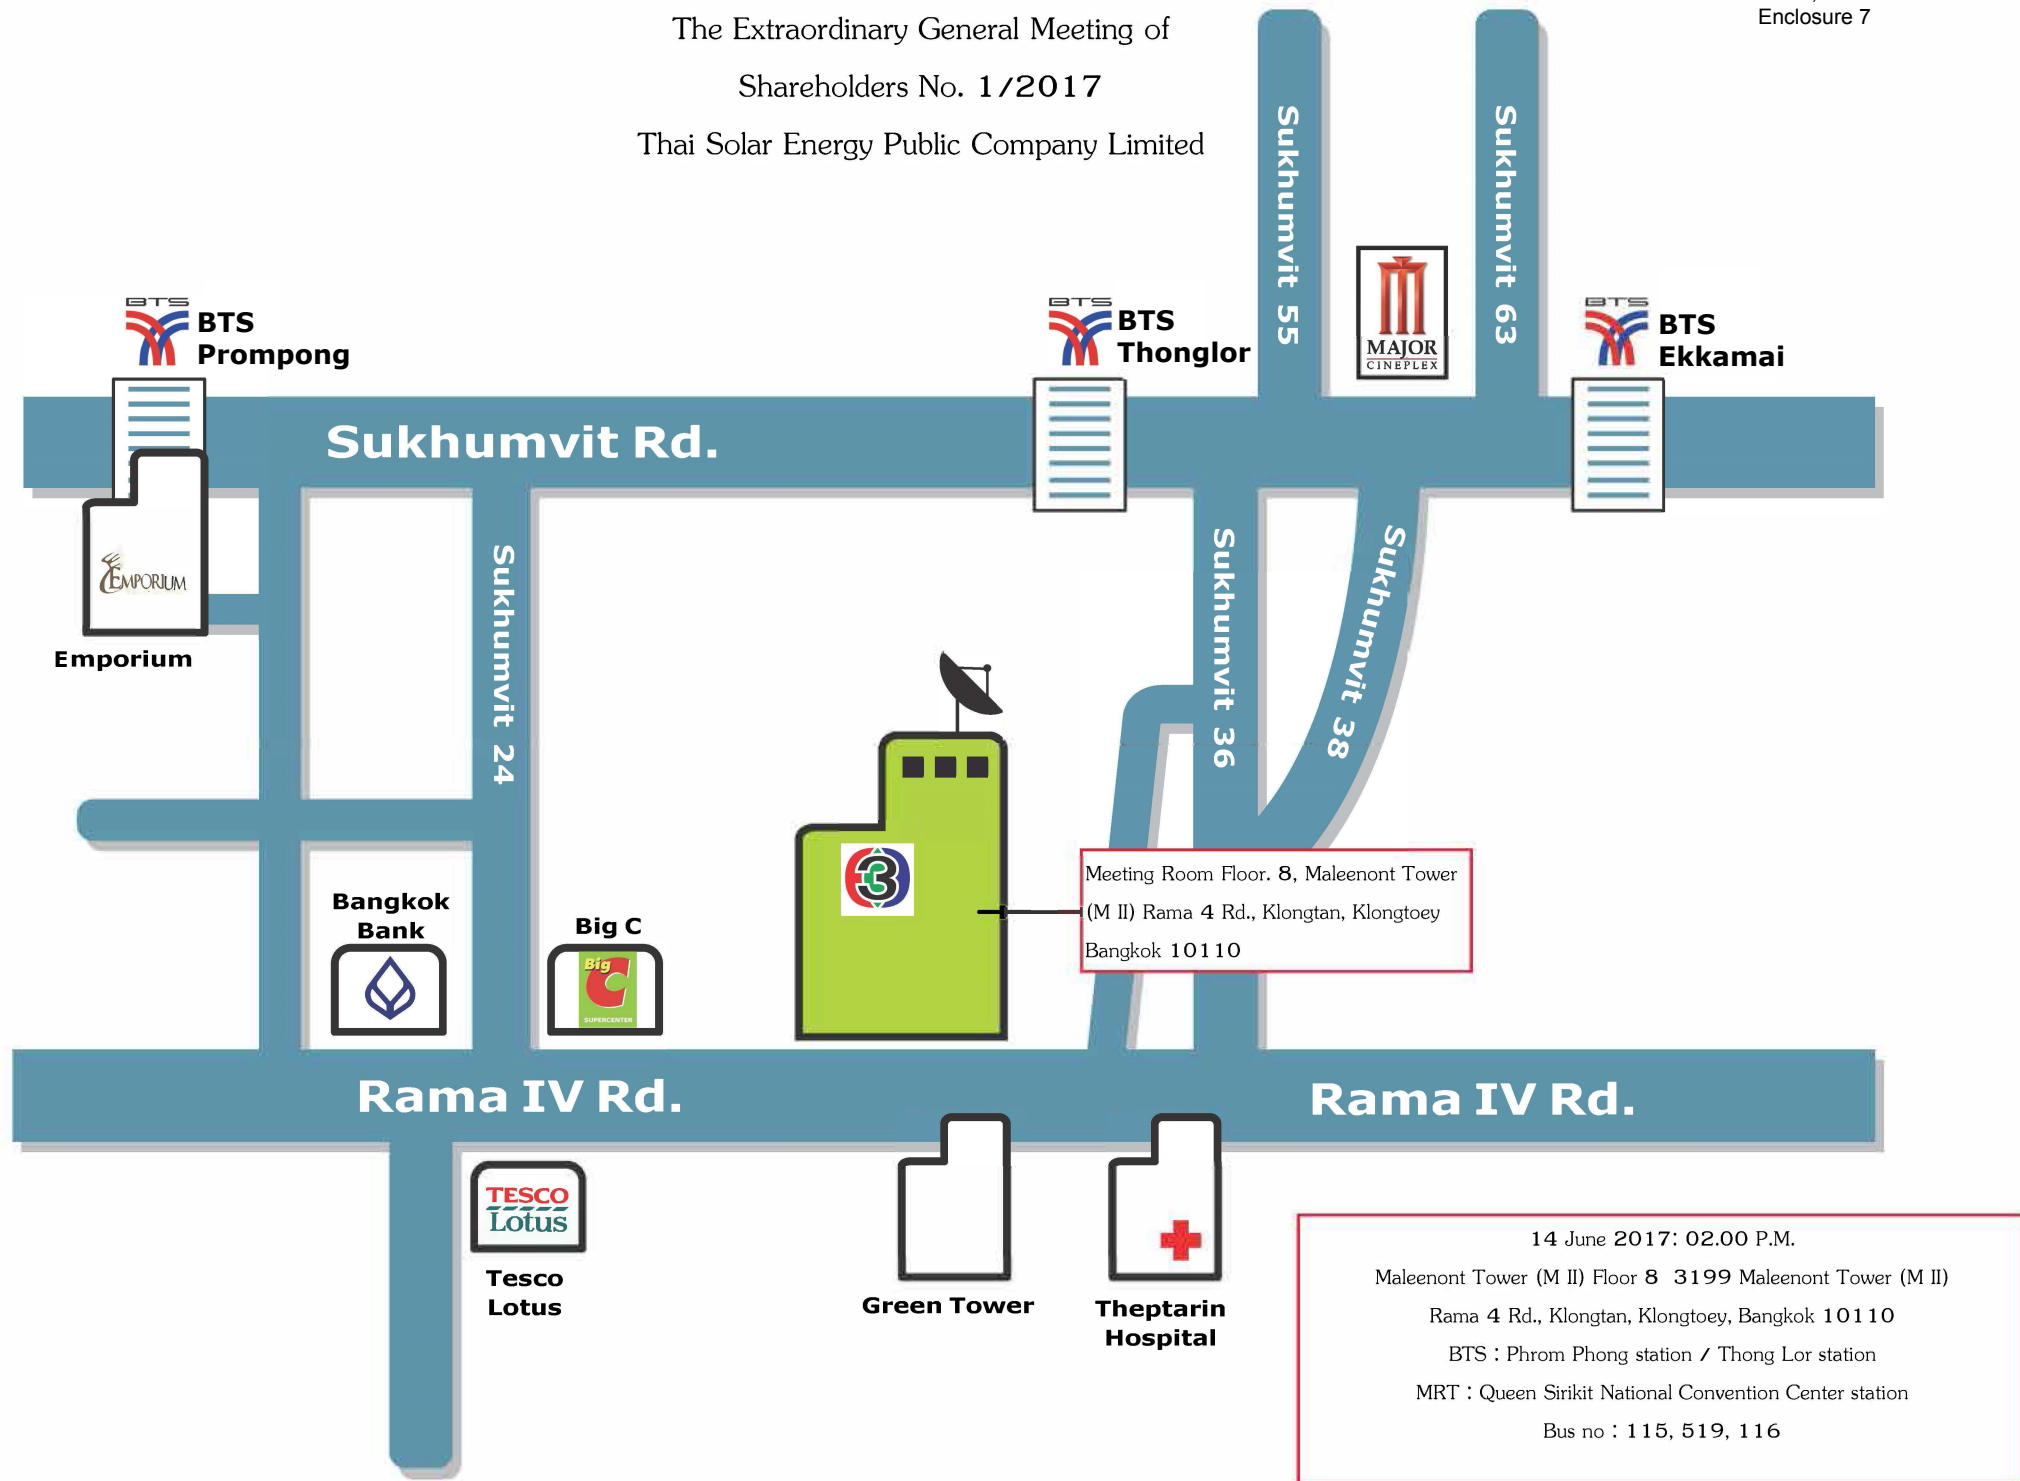 Enclosure 7
The Extraordinary General Meeting of
Shareholders No. 1/2017
Thai Solar Energy Public Company Limited
Sukhumvit 55
Sukhumvit 63
MAJOR
CINEPLEX
BTS
BTS
Prompong
BTS
BTS
Thonglor
BTS
BTS
Ekkamai
Sukhumvit Rd.
EMPORIUM
Emporium
Sukhumvit 24
Sukhumvit 36
Sukhumvit 38
3
Meeting Room Floor. 8, Maleenont Tower
(M II) Rama 4 Rd., Klongtan, Klongtoey
Bangkok 10110
Bangkok
Bank
Big C
Big
C
SUPERCENTER
Rama IV Rd.
Rama IV Rd.
TESCO
Lotus
Tesco
Lotus
Green Tower
Theptarin
Hospital
14 June 2017: 02.00 P.M.
Maleenont Tower (M II) Floor 8 3199 Maleenont Tower (M II)
Rama 4 Rd., Klongtan, Klongtoey, Bangkok 10110
BTS : Phrom Phong station / Thong Lor station
MRT : Queen Sirikit National Convention Center station
Bus no : 115, 519, 116